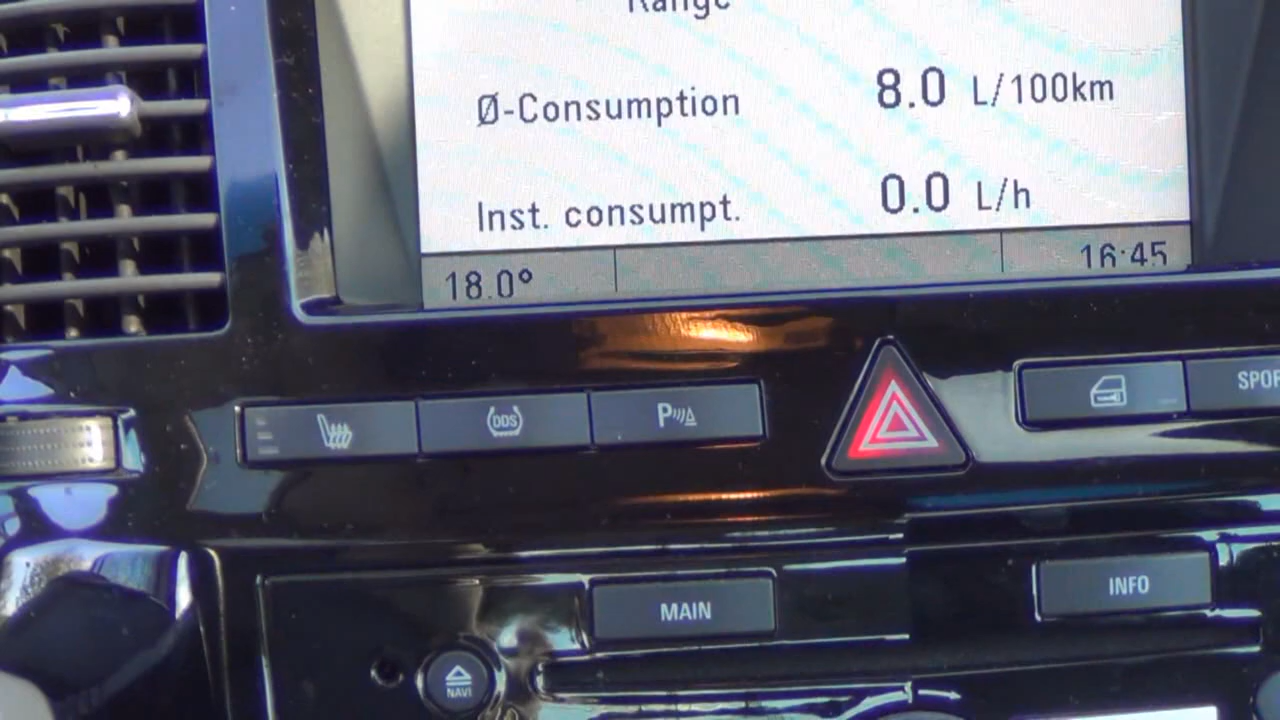 Range
Ø-Consumption 8.0 L/100km
Inst. consumpt. 0.0 L/h
18.0° 16:45
DDS P SPOR
MAIN INFO
NAVI